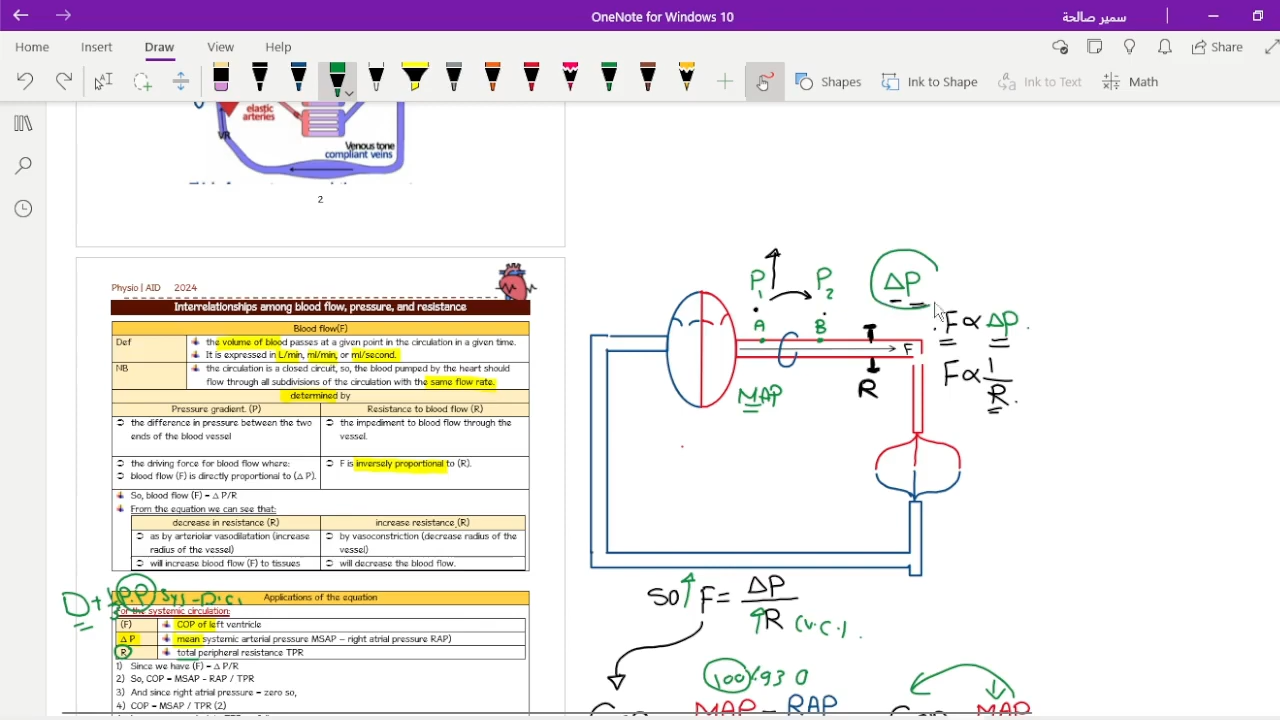 OneNote for Windows 10
سمير صالحة
Home Insert Draw View Help
Share
Shapes Ink to Shape Ink to Text Math
elastic
arteries
VR
Venous tone
compliant veins
2
Physio | AID 2024
Interrelationships among blood flow, pressure, and resistance
Blood flow(F)
Def
the volume of blood passes at a given point in the circulation in a given time.
It is expressed in L/min, ml/min, or ml/second.
NB
the circulation is a closed circuit, so, the blood pumped by the heart should
flow through all subdivisions of the circulation with the same flow rate.
determined by
Pressure gradient. (P) Resistance to blood flow (R)
the difference in pressure between the two
ends of the blood vessel
the impediment to blood flow through the
vessel.
the driving force for blood flow where:
blood flow (F) is directly proportional to (Δ P).
F is inversely proportional to (R).
So, blood flow (F) = Δ P/R
From the equation we can see that:
decrease in resistance (R) increase resistance (R)
as by arteriolar vasodilatation (increase
radius of the vessel)
by vasoconstriction (decrease radius of the
vessel)
will increase blood flow (F) to tissues will decrease the blood flow.
Applications of the equation
For the systemic circulation:
(F) COP of left ventricle
Δ P mean systemic arterial pressure MSAP – right atrial pressure RAP)
R total peripheral resistance TPR
1) Since we have (F) = Δ P/R
2) So, COP = MSAP - RAP / TPR
3) And since right atrial pressure = zero so,
4) COP = MSAP / TPR (2)
P1 P2 ΔP
A B
F
MAP R
F ∝ ΔP.
F ∝ 1/R.
so F = ΔP/R (v.c.)
100 93 0
MAP - RAP MAP